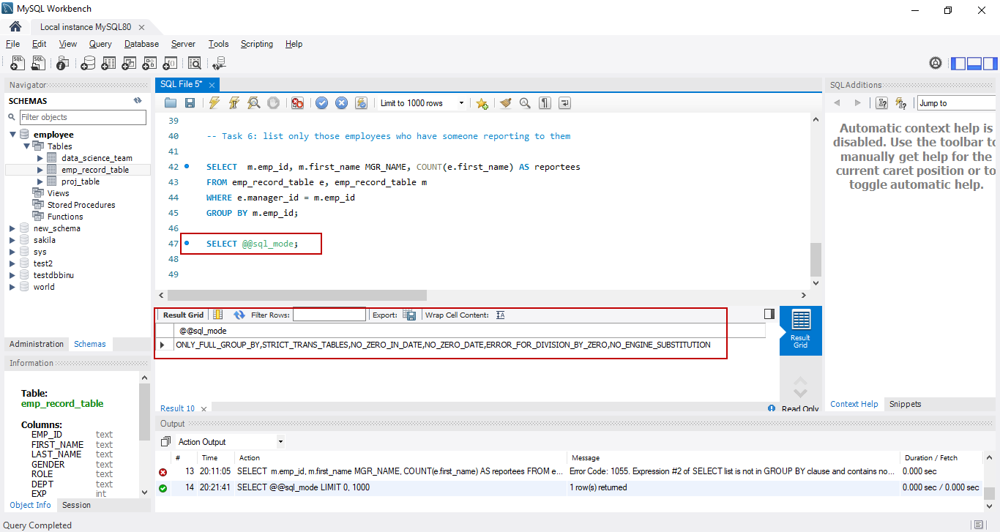 MySQL Workbench
Local instance MySQL80
File Edit View Query Database Server Tools Scripting Help
Navigator
SCHEMAS
Filter objects
employee
Tables
data_science_team
emp_record_table
proj_table
Views
Stored Procedures
Functions
new_schema
sakila
sys
test2
testdbbinu
world
Administration Schemas
Information
Table:
emp_record_table
Columns:
EMP_ID text
FIRST_NAME text
LAST_NAME text
GENDER text
ROLE text
DEPT text
EXP int
Object Info Session
SQL File 5*
Limit to 1000 rows
39
40 -- Task 6: list only those employees who have someone reporting to them
41
42 SELECT m.emp_id, m.first_name MGR_NAME, COUNT(e.first_name) AS reportees
43 FROM emp_record_table e, emp_record_table m
44 WHERE e.manager_id = m.emp_id
45 GROUP BY m.emp_id;
46
47 SELECT @@sql_mode;
48
49
Result Grid Filter Rows: Export: Wrap Cell Content:
@@sql_mode
ONLY_FULL_GROUP_BY,STRICT_TRANS_TABLES,NO_ZERO_IN_DATE,NO_ZERO_DATE,ERROR_FOR_DIVISION_BY_ZERO,NO_ENGINE_SUBSTITUTION
Result
Grid
Result 10
Read Only
SQLAdditions
Jump to
Automatic context help is
disabled. Use the toolbar to
manually get help for the
current caret position or to
toggle automatic help.
Context Help Snippets
Output
Action Output
# Time Action Message Duration / Fetch
13 20:11:05 SELECT m.emp_id, m.first_name MGR_NAME, COUNT(e.first_name) AS reportees FROM e... Error Code: 1055. Expression #2 of SELECT list is not in GROUP BY clause and contains no... 0.000 sec
14 20:21:41 SELECT @@sql_mode LIMIT 0, 1000 1 row(s) returned 0.000 sec / 0.000 sec
Query Completed